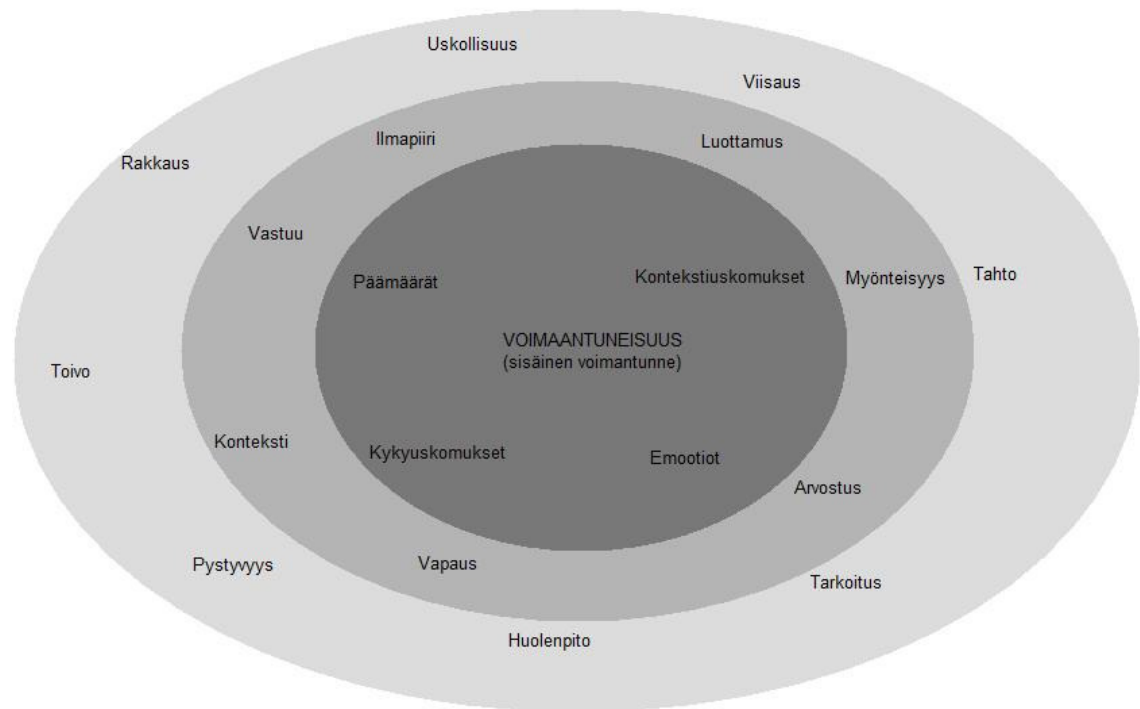 Uskollisuus
Viisaus
Ilmapiiri
Luottamus
Rakkaus
Vastuu
Päämäärät
Kontekstiuskomukset
Myönteisyys
Tahto
VOIMAANTUNEISUUS
(sisäinen voimantunne)
Toivo
Konteksti
Kykyuskomukset
Emootiot
Arvostus
Pystyvyys
Vapaus
Tarkoitus
Huolenpito